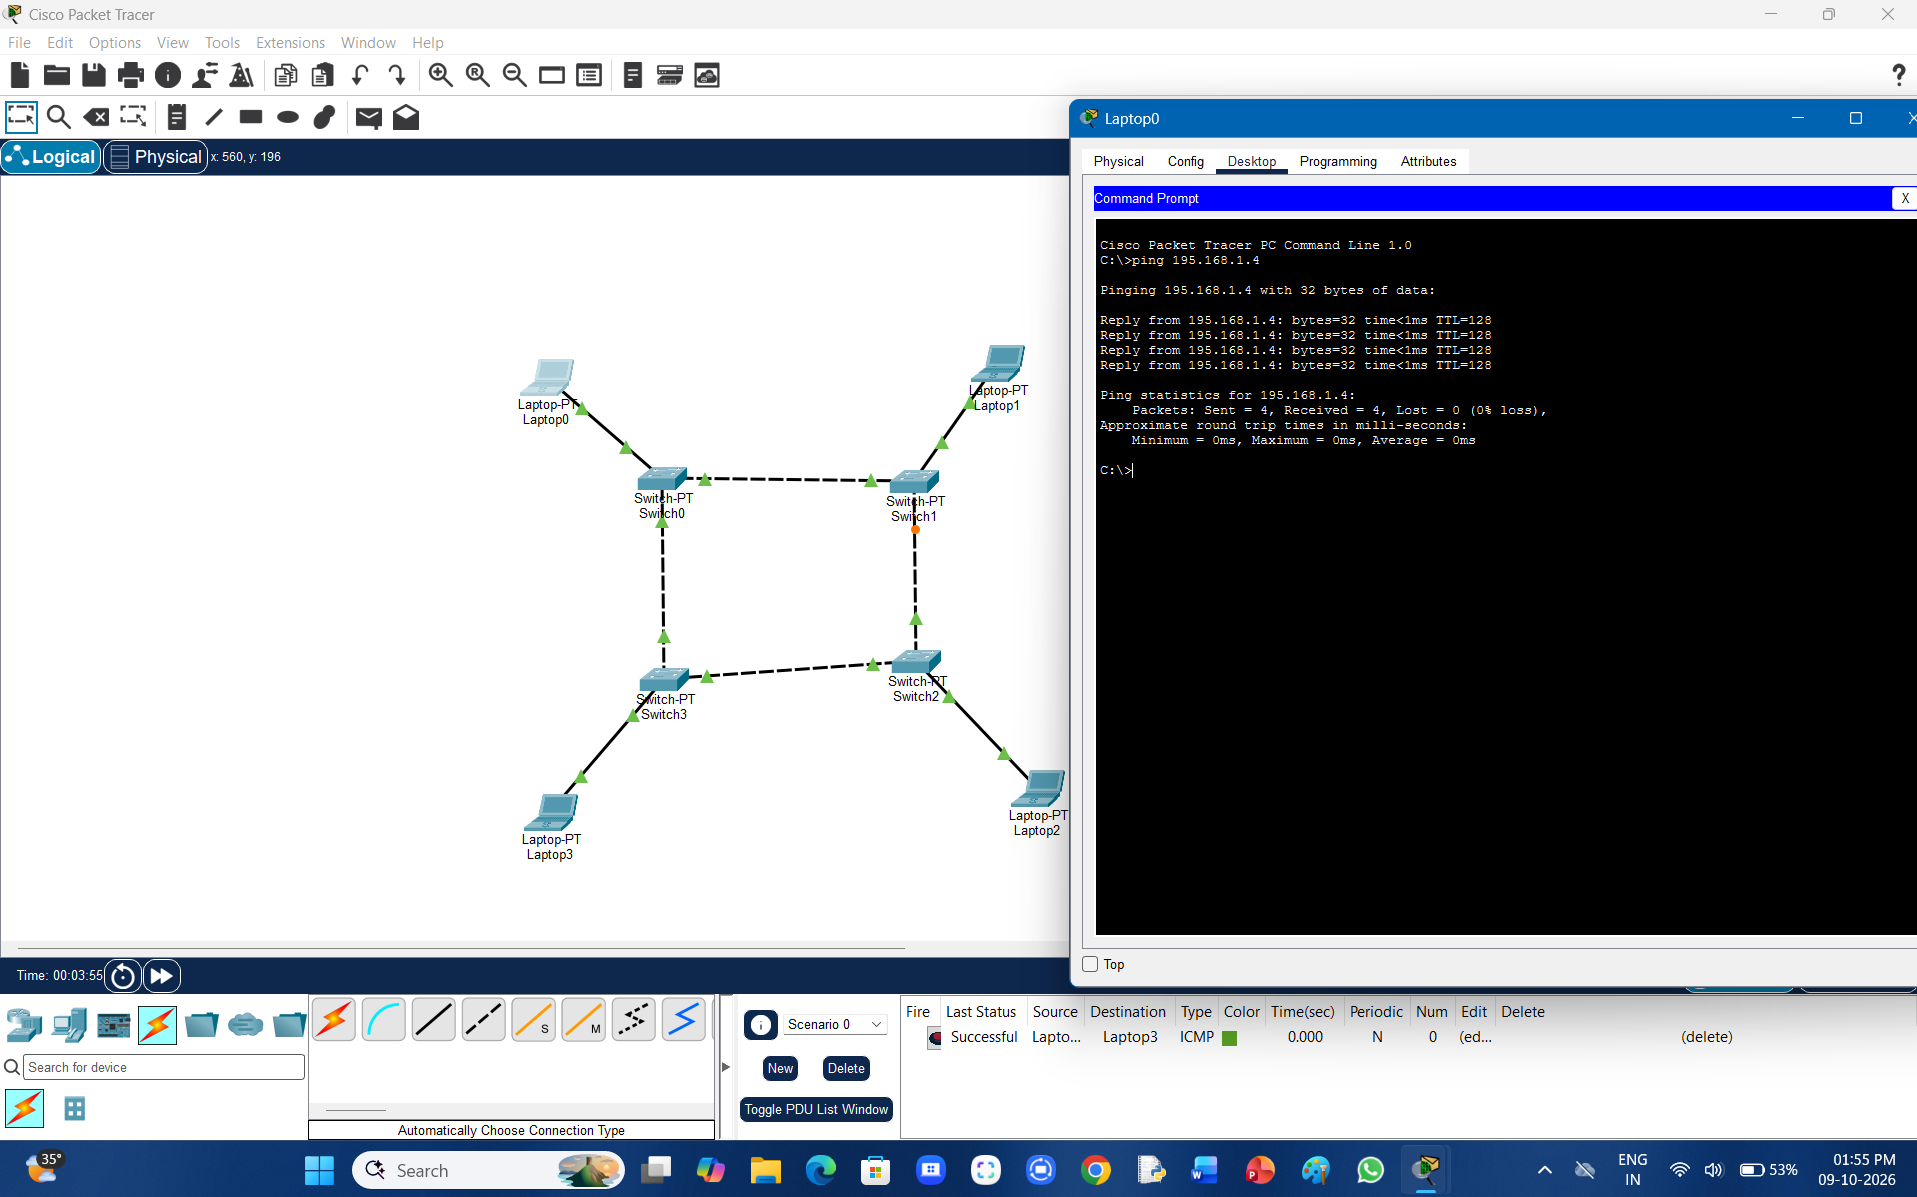 Cisco Packet Tracer
File Edit Options View Tools Extensions Window Help
Logical Physical x: 560, y: 196
Laptop0
Physical Config Desktop Programming Attributes
Command Prompt X
Cisco Packet Tracer PC Command Line 1.0
C:\>ping 195.168.1.4
Pinging 195.168.1.4 with 32 bytes of data:
Reply from 195.168.1.4: bytes=32 time<1ms TTL=128
Reply from 195.168.1.4: bytes=32 time<1ms TTL=128
Reply from 195.168.1.4: bytes=32 time<1ms TTL=128
Reply from 195.168.1.4: bytes=32 time<1ms TTL=128
Ping statistics for 195.168.1.4:
Packets: Sent = 4, Received = 4, Lost = 0 (0% loss),
Approximate round trip times in milli-seconds:
Minimum = 0ms, Maximum = 0ms, Average = 0ms
C:\>
Top
Laptop-PT
Laptop0
Laptop-PT
Laptop1
Switch-PT
Switch0
Switch-PT
Switch1
Switch-PT
Switch3
Switch-PT
Switch2
Laptop-PT
Laptop3
Laptop-PT
Laptop2
Time: 00:03:55
Search for device
S M
Automatically Choose Connection Type
Scenario 0
New Delete
Toggle PDU List Window
Fire Last Status Source Destination Type Color Time(sec) Periodic Num Edit Delete
Successful Lapto... Laptop3 ICMP 0.000 N 0 (ed... (delete)
35°
Search
ENG
IN
53%
01:55 PM
09-10-2026